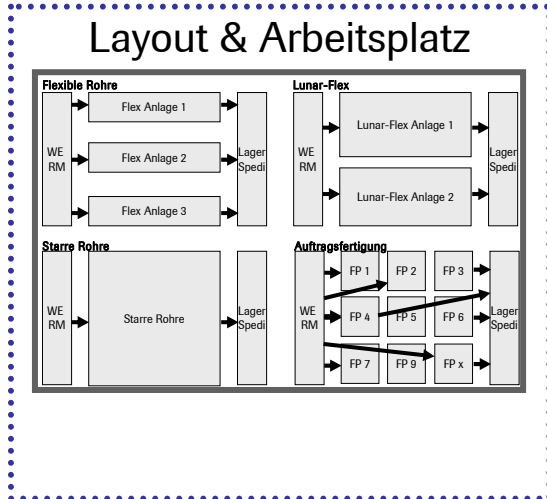 Layout & Arbeitsplatz
Flexible Rohre
WE
RM
Flex Anlage 1
Flex Anlage 2
Flex Anlage 3
Lager
Spedi
Lunar-Flex
WE
RM
Lunar-Flex Anlage 1
Lunar-Flex Anlage 2
Lager
Spedi
Starre Rohre
WE
RM
Starre Rohre
Lager
Spedi
Auftragsfertigung
WE
RM
FP 1
FP 2
FP 3
FP 4
FP 5
FP 6
FP 7
FP 9
FP x
Lager
Spedi